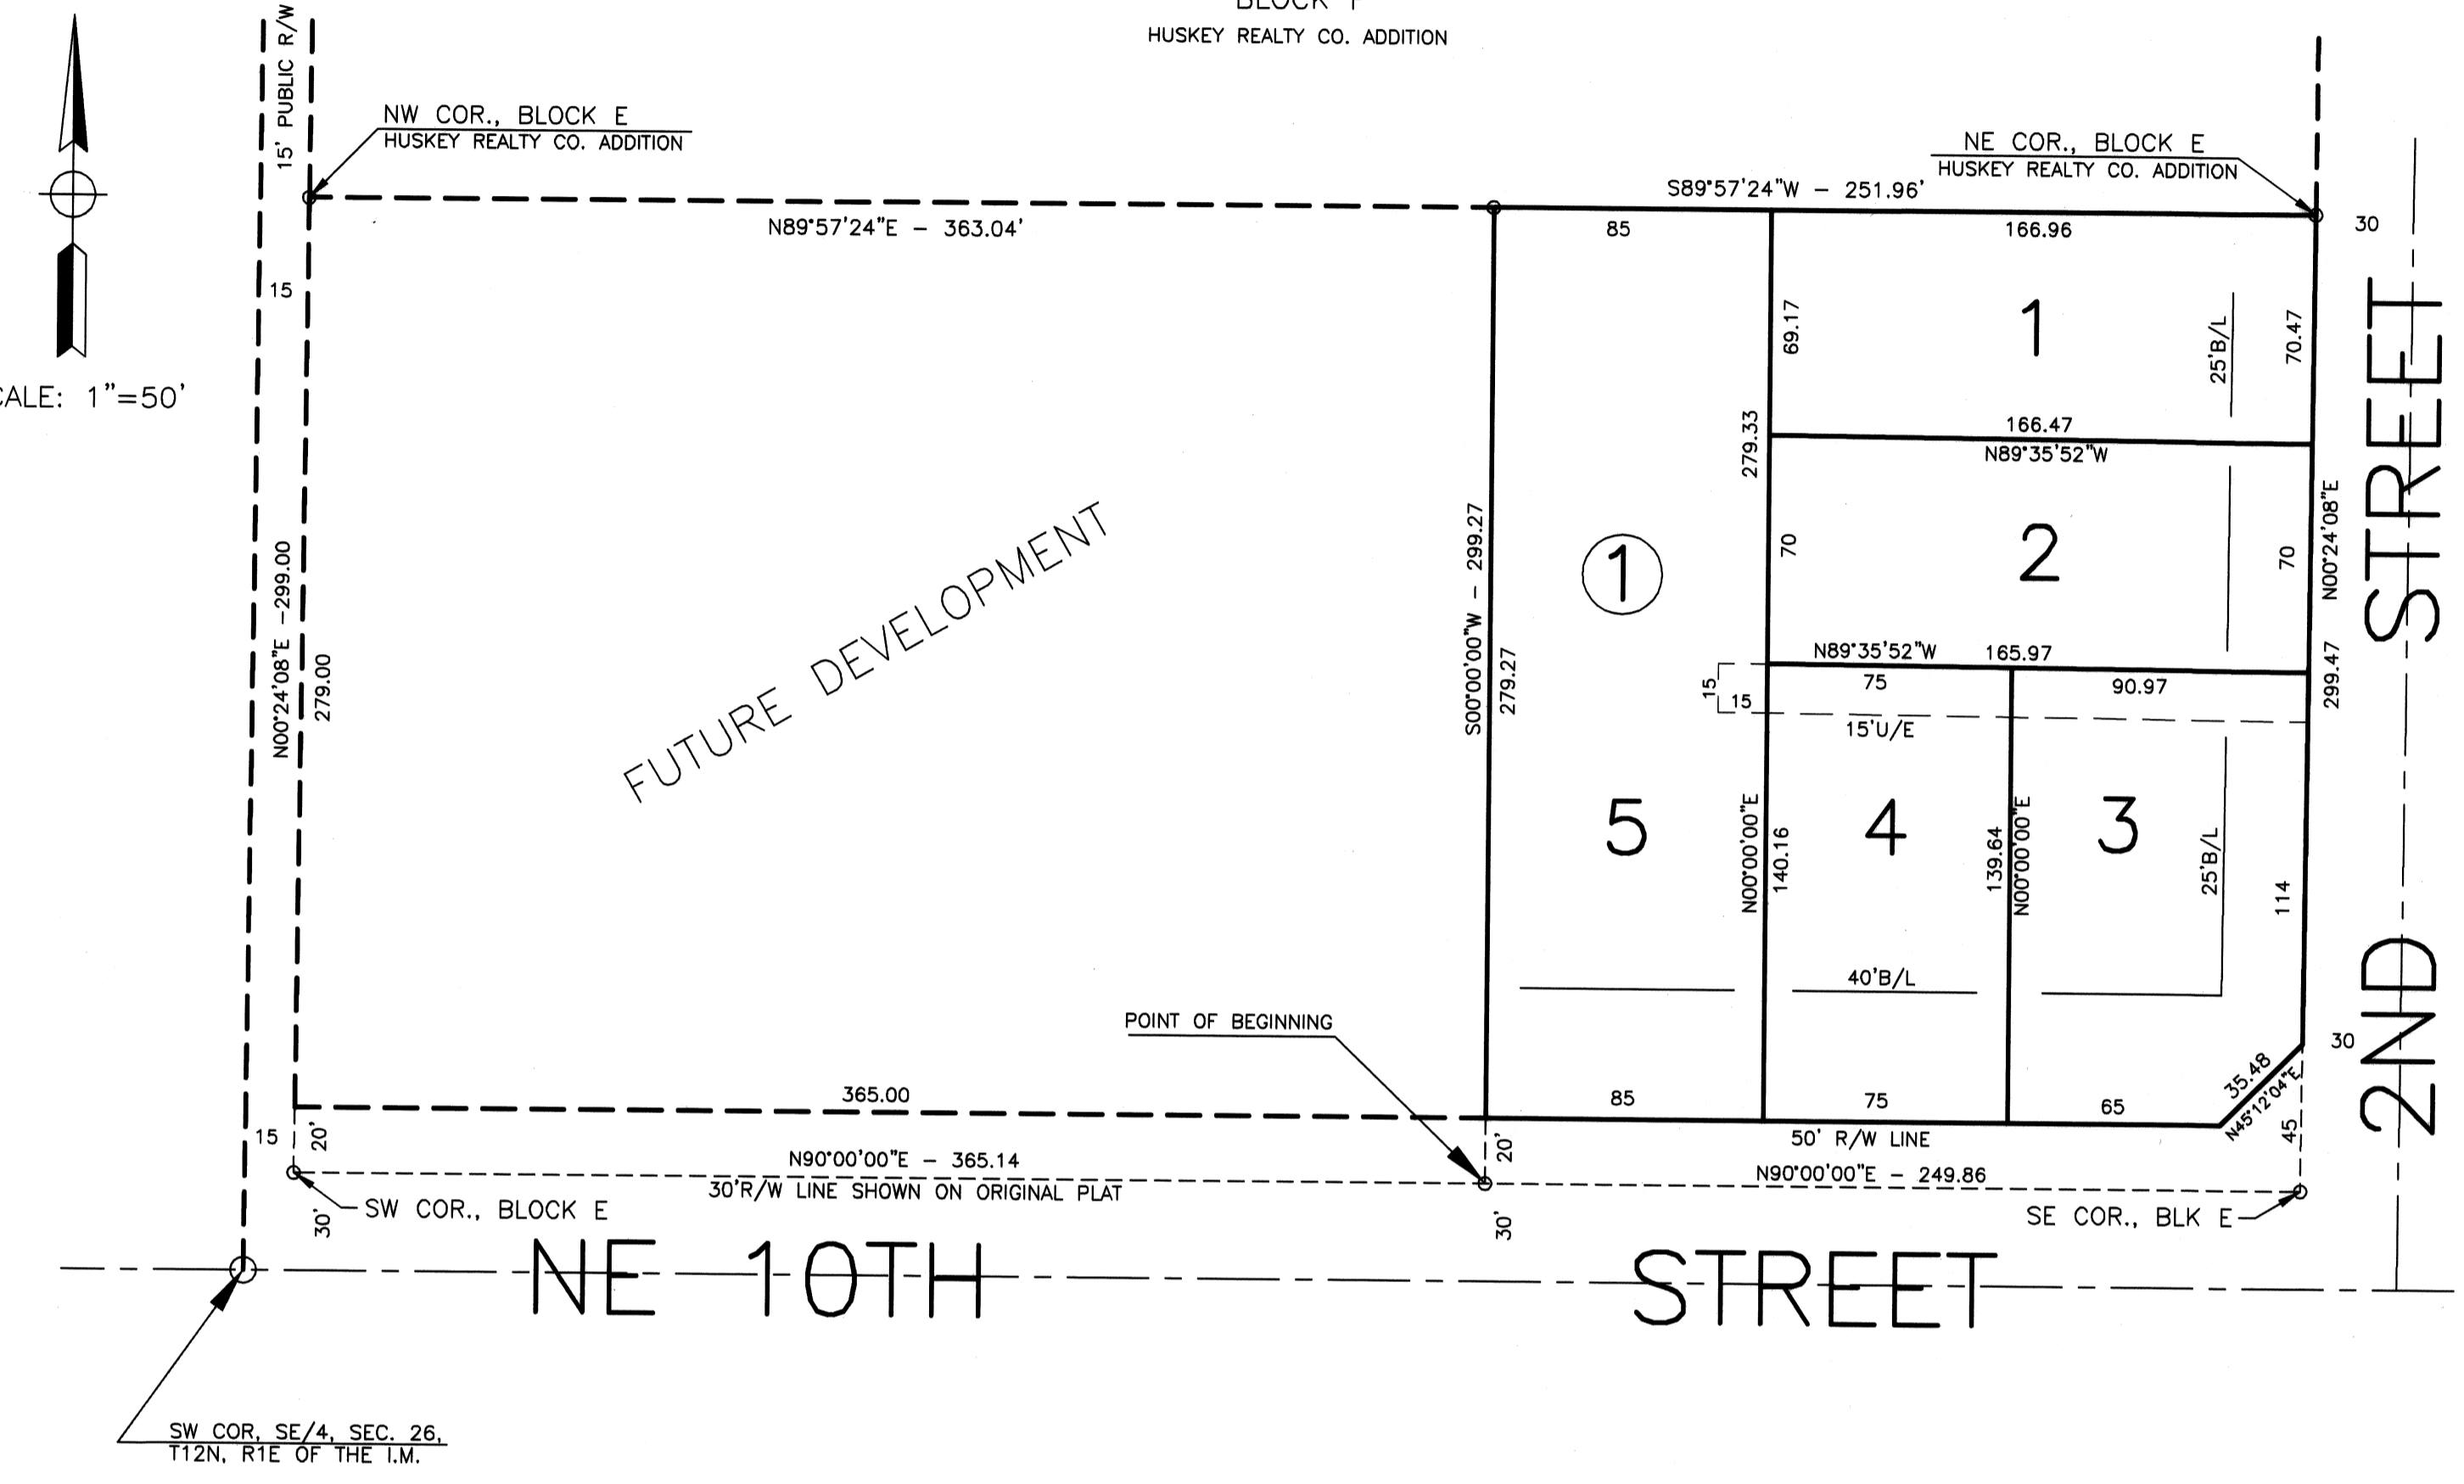 BLOCK F
HUSKEY REALTY CO. ADDITION
15' PUBLIC R/W
NW COR., BLOCK E
HUSKEY REALTY CO. ADDITION
NE COR., BLOCK E
HUSKEY REALTY CO. ADDITION
S89°57'24"W – 251.96'
N89°57'24"E – 363.04'
85
166.96
30
15
CALE: 1"=50'
69.17
1
25'B/L
70.47
279.33
166.47
N89°35'52"W
N00°24'08"E -299.00
279.00
FUTURE DEVELOPMENT
S00°00'00"W – 299.27
279.27
1
70
2
70
N00°24'08"E
299.47
N89°35'52"W
165.97
75
90.97
15
15
15'U/E
5
N00°00'00"E
140.16
4
139.64
N00°00'00"E
3
25'B/L
114
40'B/L
POINT OF BEGINNING
30
365.00
85
75
65
35.48
N45°12'04"E
45
15
20'
20'
50' R/W LINE
N90°00'00"E – 365.14
30'R/W LINE SHOWN ON ORIGINAL PLAT
N90°00'00"E – 249.86
30'
SW COR., BLOCK E
30'
SE COR., BLK E
NE 10TH STREET
2ND STREET
SW COR, SE/4, SEC. 26,
T12N, R1E OF THE I.M.